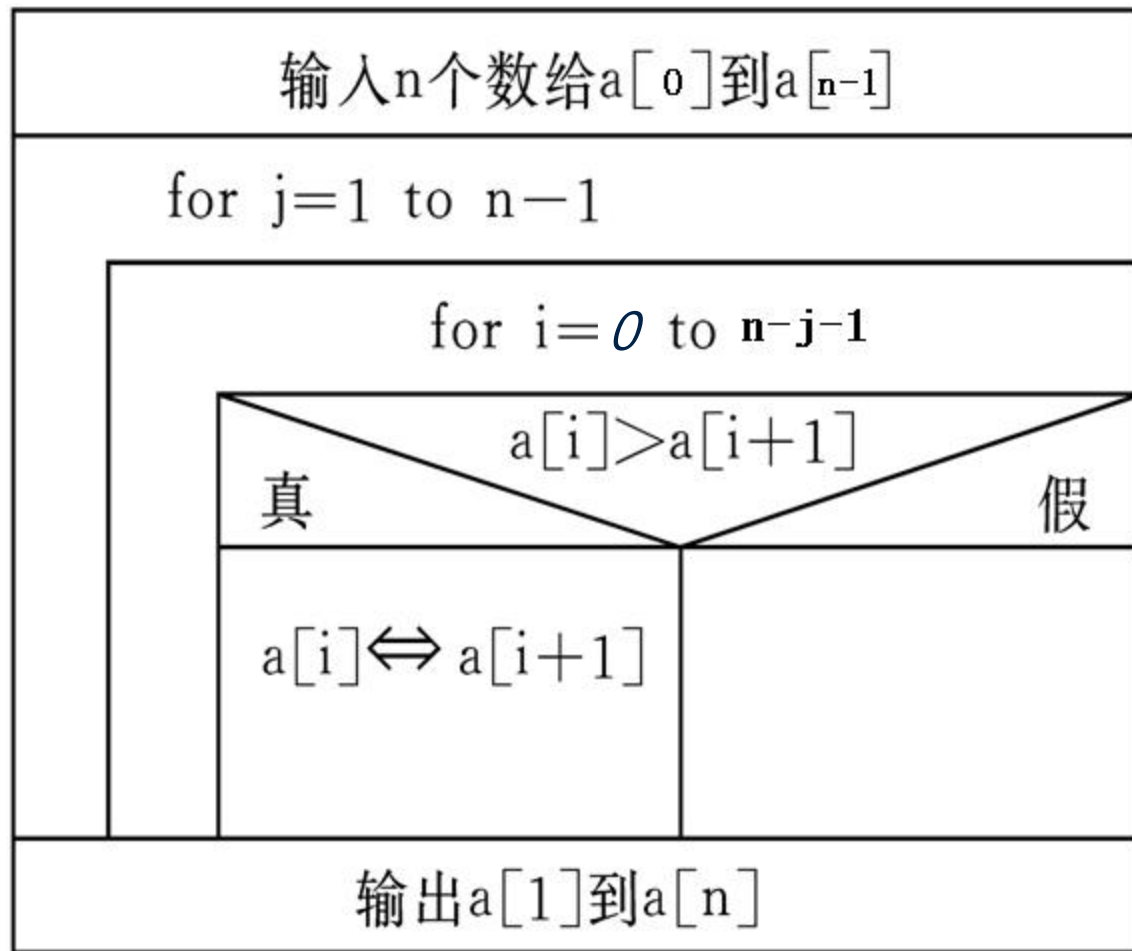 输入n个数给a[0]到a[n-1]
for j=1 to n-1
for i=0 to n-j-1
a[i]>a[i+1]
真 假
a[i]⇔a[i+1]
输出a[1]到a[n]